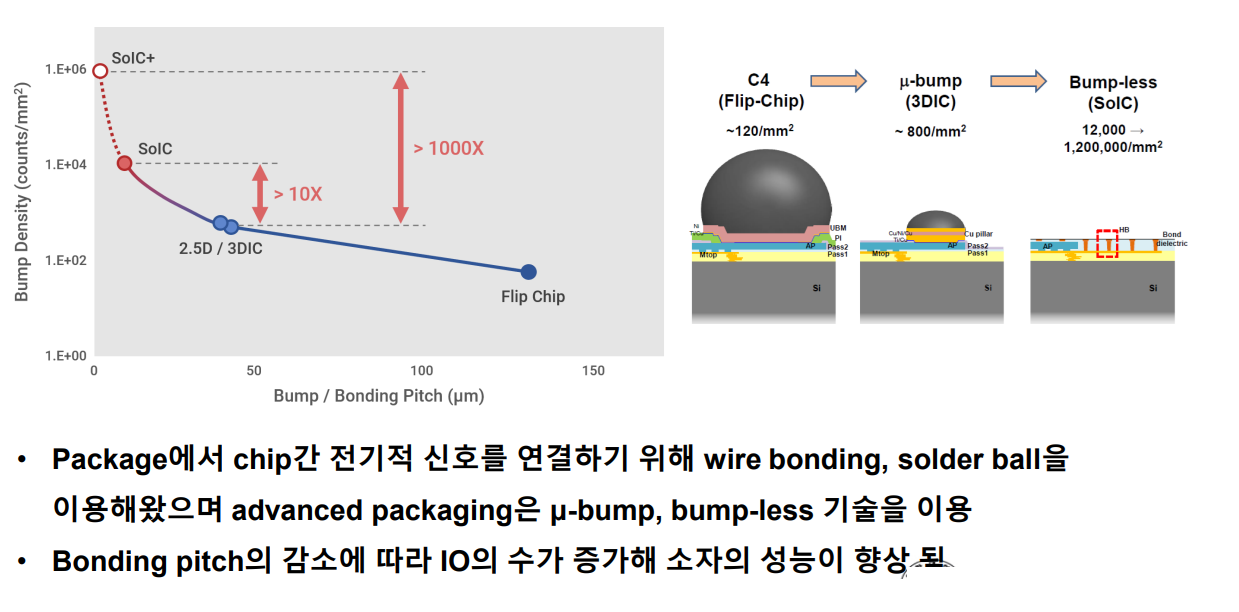 SoIC+
1.E+06
SoIC
1.E+04
> 1000X
> 10X
2.5D / 3DIC
1.E+02
Flip Chip
1.E+00
0
50
100
150
Bump Density (counts/mm²)
Bump / Bonding Pitch (µm)
C4
(Flip-Chip)
~120/mm²
µ-bump
(3DIC)
~ 800/mm²
Bump-less
(SoIC)
12,000 →
1,200,000/mm²
Ni
Ti/Cu
UBM
PI
AP
Pass2
Mtop
Pass1
Si
Cu/Ni/Cu
Ti/Cu
Cu pillar
AP
Pass2
Mtop
Pass1
Si
HB
Bond
dielectric
AP
Si
• Package에서 chip간 전기적 신호를 연결하기 위해 wire bonding, solder ball을
이용해왔으며 advanced packaging은 µ-bump, bump-less 기술을 이용
• Bonding pitch의 감소에 따라 IO의 수가 증가해 소자의 성능이 향상 됨